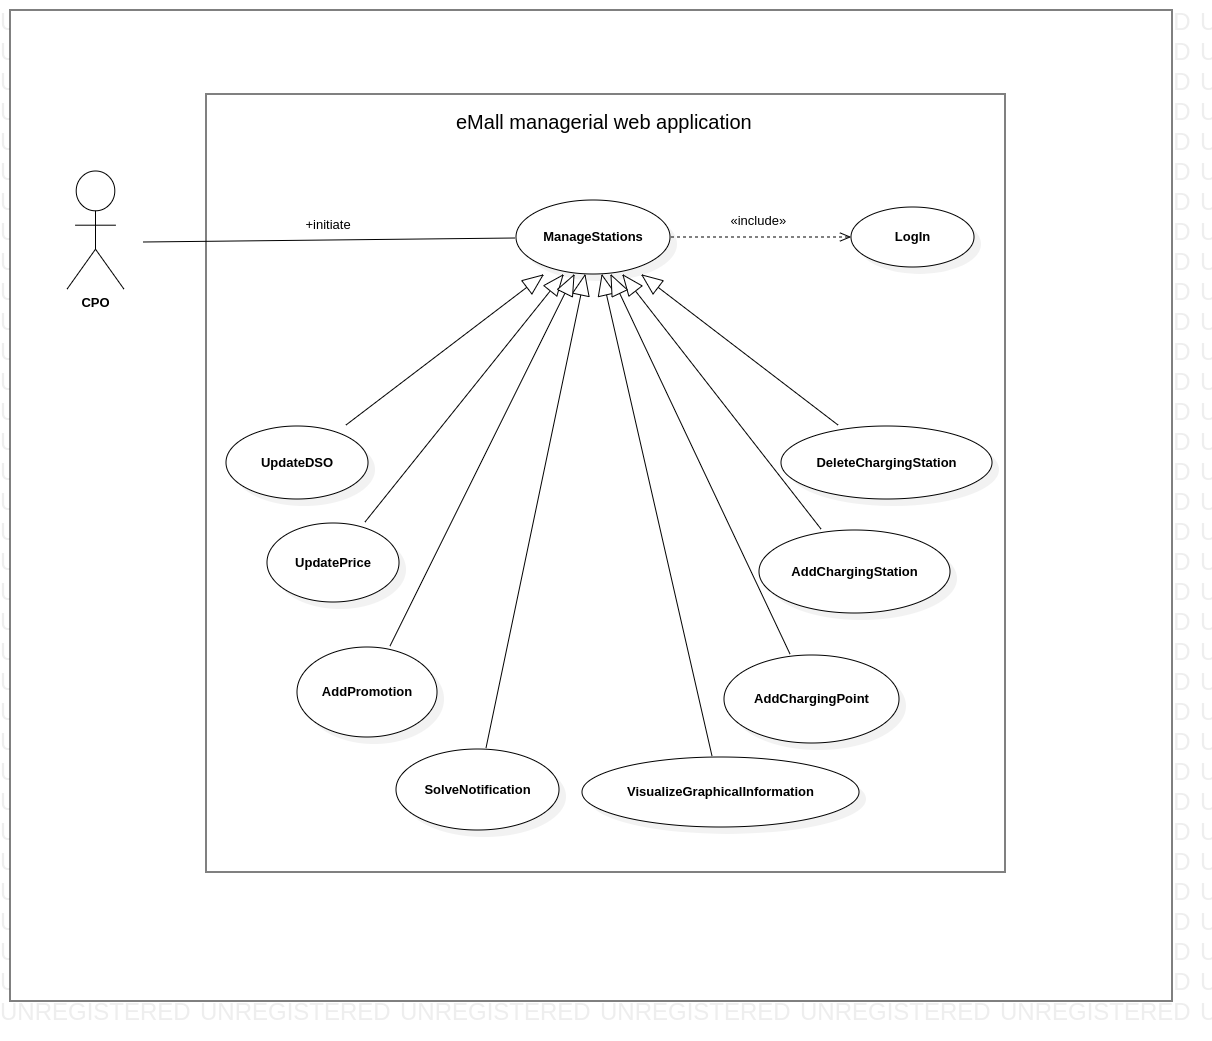 eMall managerial web application
+initiate
ManageStations
«include»
LogIn
CPO
UpdateDSO
DeleteChargingStation
UpdatePrice
AddChargingStation
AddPromotion
AddChargingPoint
SolveNotification
VisualizeGraphicalInformation
UNREGISTERED UNREGISTERED UNREGISTERED UNREGISTERED UNREGISTERED UNREGISTERED